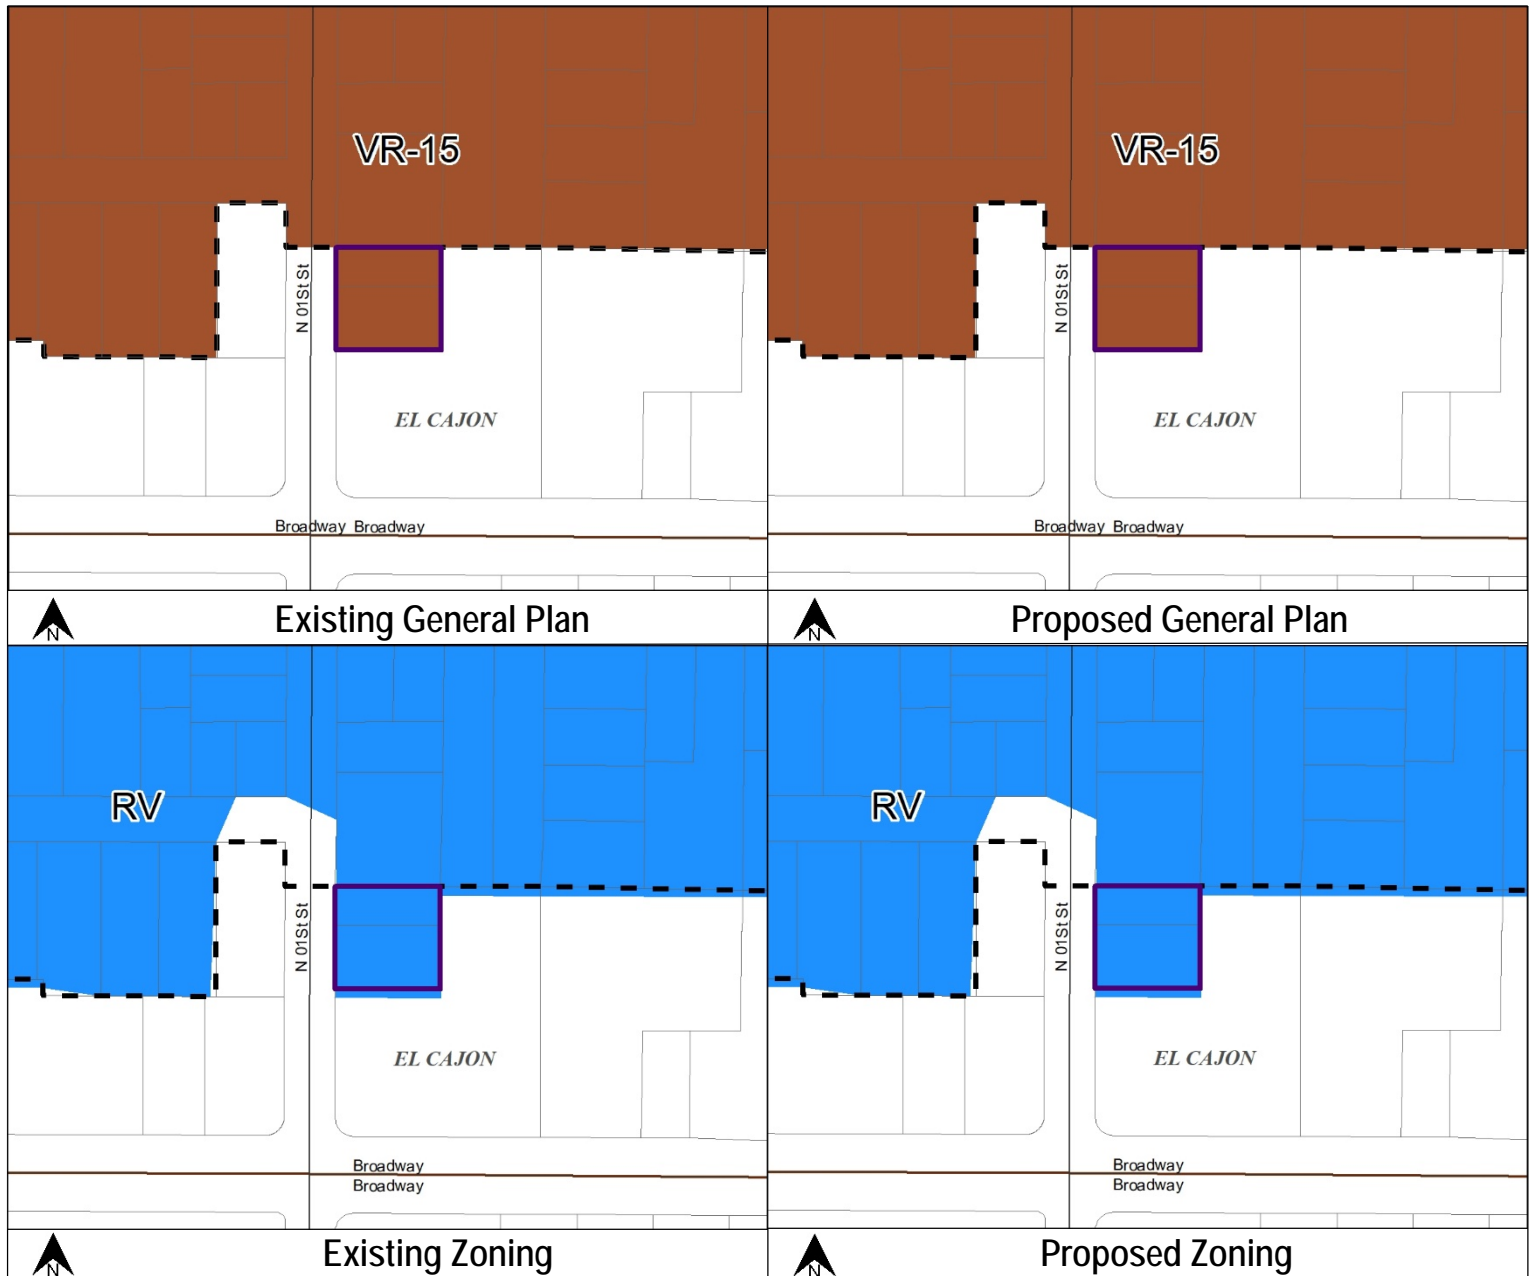 VR-15
N 01St St
EL CAJON
Broadway Broadway
N
Existing General Plan
VR-15
N 01St St
EL CAJON
Broadway Broadway
N
Proposed General Plan
RV
N 01St St
EL CAJON
Broadway
Broadway
N
Existing Zoning
RV
N 01St St
EL CAJON
Broadway
Broadway
N
Proposed Zoning